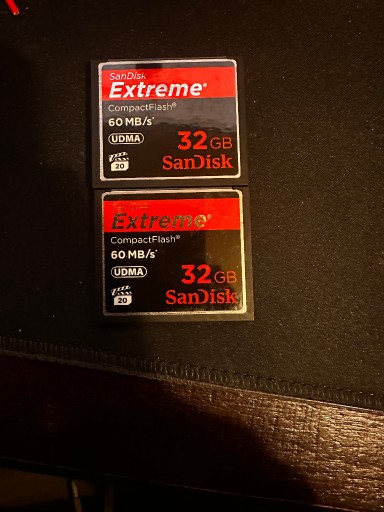 SanDisk
Extreme®
CompactFlash®
60 MB/s*
UDMA
32GB
20
SanDisk
Extreme®
CompactFlash®
60 MB/s*
UDMA
32GB
20
SanDisk